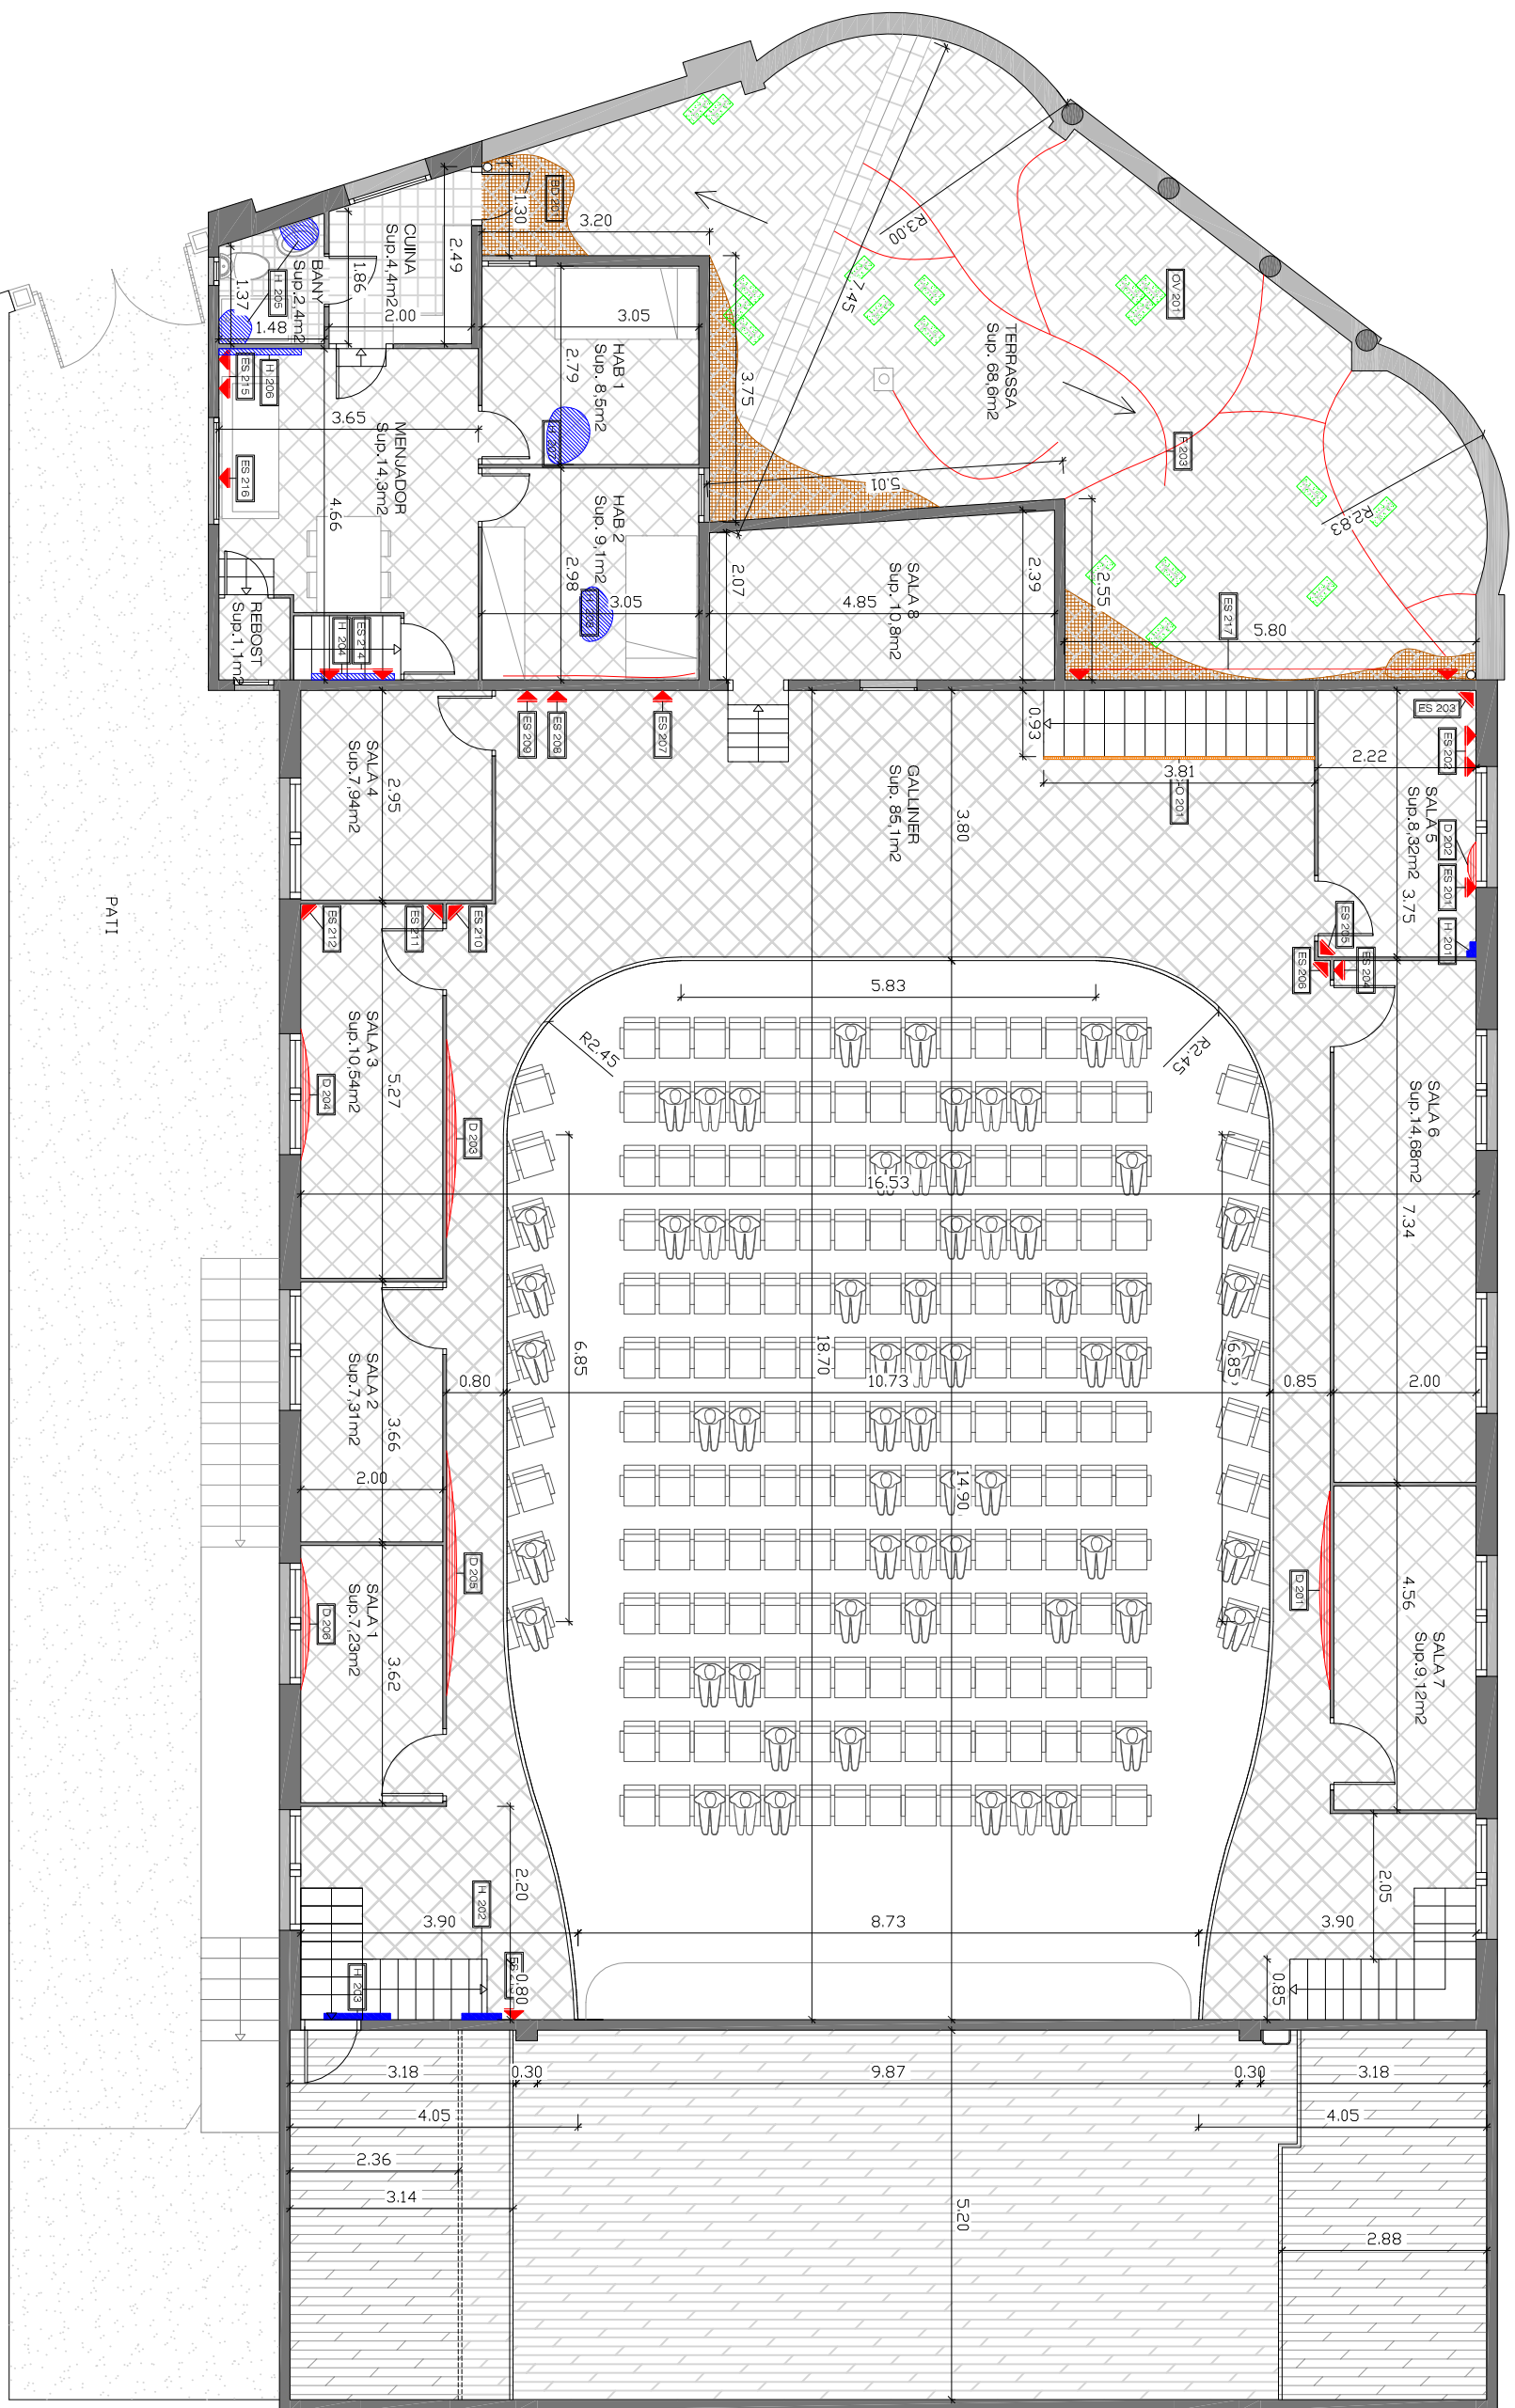 R3.00
7.45
OV 201
TERRASSA
Sup. 68,6m2
F 203
R2.83
BD 201
1.30
3.20
CUINA
Sup.4,4m2
2.49
1.86
2.00
BANY
Sup.2,4m2
H 205
1.37
1.48
3.05
HAB 1
Sup. 8,5m2
2.79
3.75
ES 215
H 206
3.65
MENJADOR
Sup.14,3m2
4.66
ES 216
5.01
HAB 2
Sup. 9,1m2
2.98
3.05
2.07
SALA 8
Sup. 10,8m2
4.85
2.39
2.55
ES 217
5.80
REBOST
Sup.1,1m2
H 204
ES 214
ES 209
ES 208
ES 207
0.93
3.81
ES 203
ES 202
2.22
SALA 4
Sup.7,94m2
2.95
GALLINER
Sup. 85,1m2
3.80
SALA 5
Sup.8,32m2
D 202
ES 201
3.75
H 201
PATI
ES 212
ES 211
ES 210
ES 205
ES 204
ES 206
5.83
R2.45
R2.45
SALA 3
Sup.10,54m2
5.27
D 204
D 203
SALA 6
Sup.14,68m2
7.34
16.53
6.85
18.70
6.85
SALA 2
Sup.7,31m2
3.66
2.00
0.80
10.73
0.85
2.00
14.90
D 205
D 201
SALA 1
Sup.7,23m2
3.62
D 206
4.56
SALA 7
Sup.9,12m2
2.20
2.05
H 202
3.90
8.73
3.90
H 203
0.80
0.85
3.18
0.30
9.87
0.30
3.18
4.05
4.05
2.36
3.14
5.20
2.88